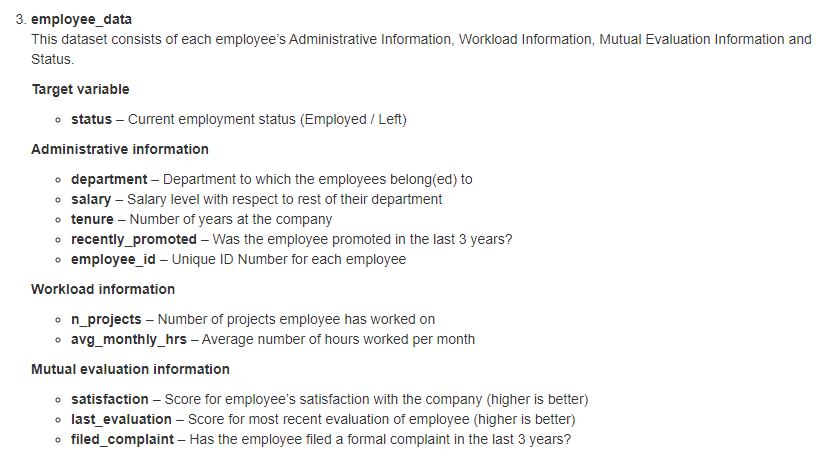 3. employee_data
This dataset consists of each employee's Administrative Information, Workload Information, Mutual Evaluation Information and
Status.
Target variable
◦ status – Current employment status (Employed / Left)
Administrative information
◦ department – Department to which the employees belong(ed) to
◦ salary – Salary level with respect to rest of their department
◦ tenure – Number of years at the company
◦ recently_promoted – Was the employee promoted in the last 3 years?
◦ employee_id – Unique ID Number for each employee
Workload information
◦ n_projects – Number of projects employee has worked on
◦ avg_monthly_hrs – Average number of hours worked per month
Mutual evaluation information
◦ satisfaction – Score for employee's satisfaction with the company (higher is better)
◦ last_evaluation – Score for most recent evaluation of employee (higher is better)
◦ filed_complaint – Has the employee filed a formal complaint in the last 3 years?